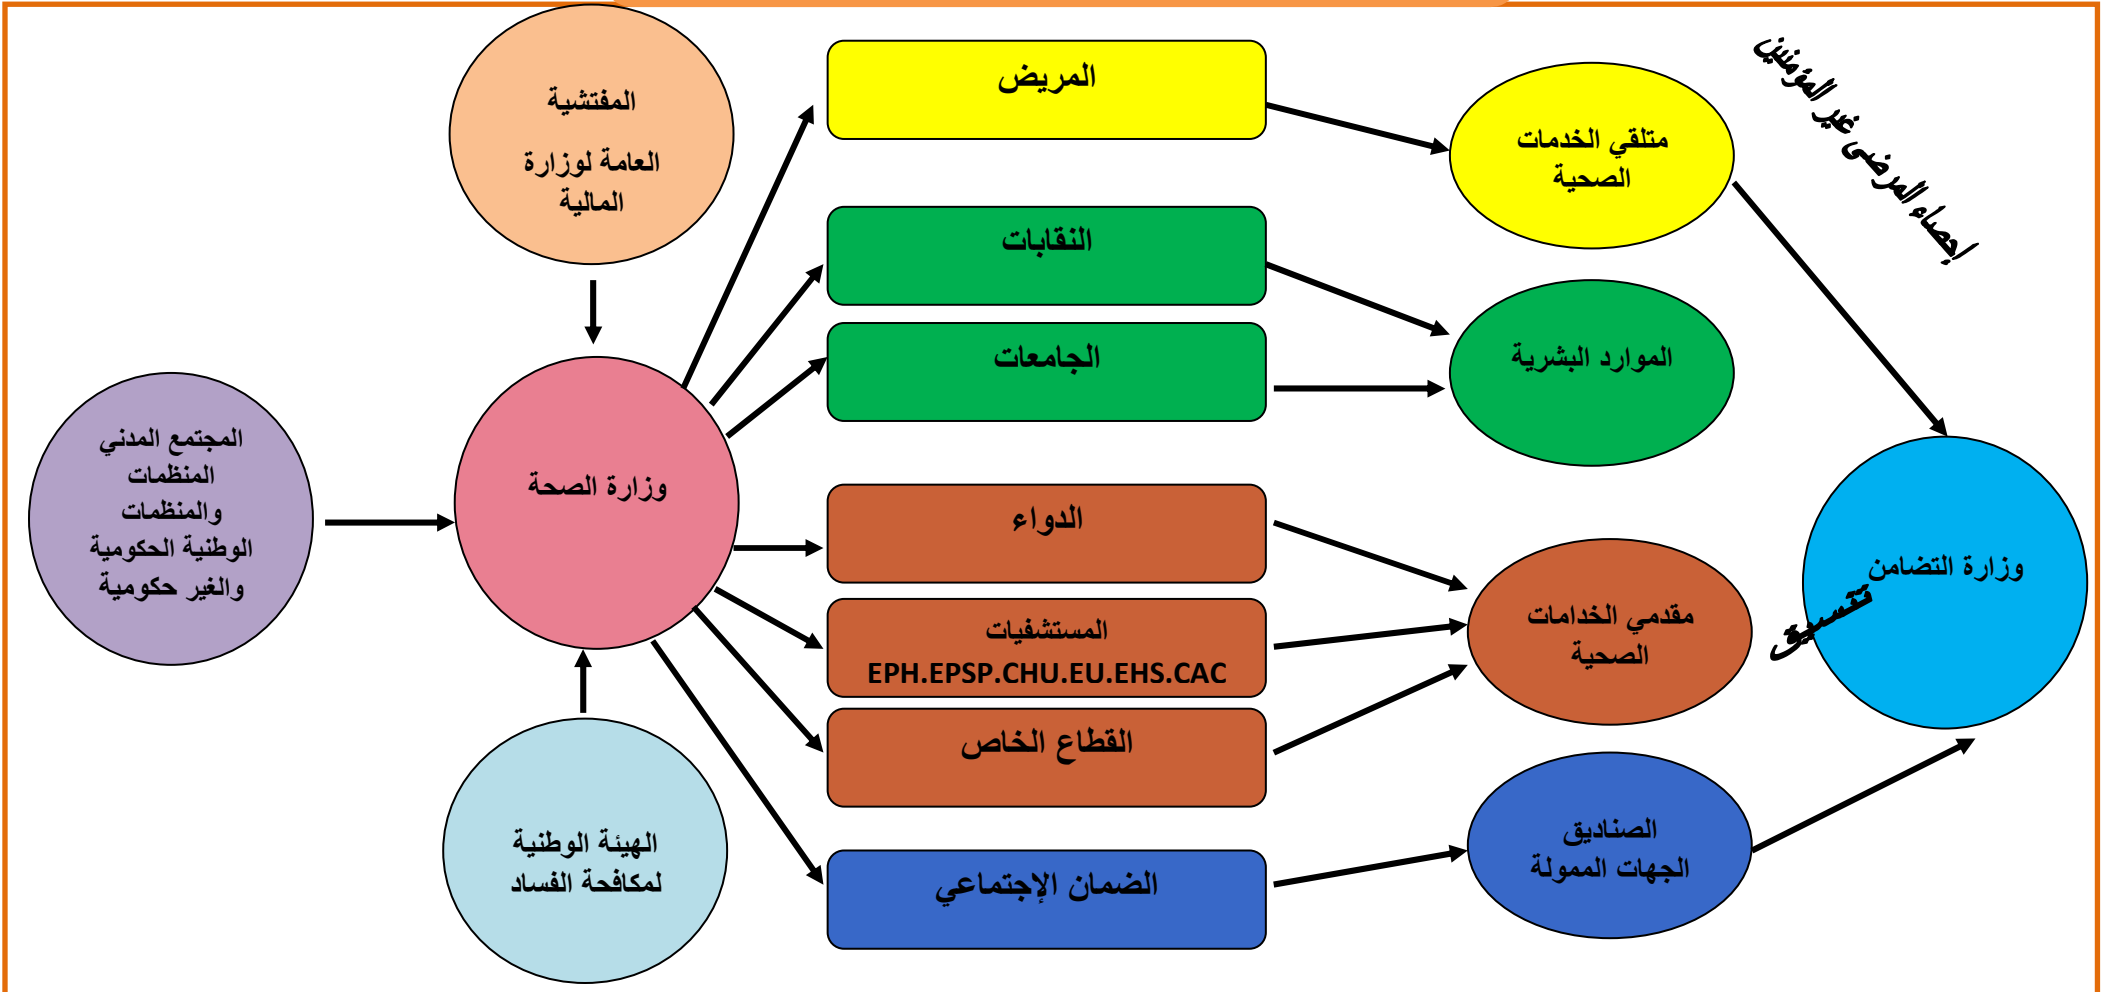 المفتشية
العامة لوزارة
المالية
المريض
متلقي الخدمات
الصحية
إحصاء المرضى غير المؤمنين
النقابات
الجامعات
الموارد البشرية
المجتمع المدني
المنظمات
والمنظمات
الوطنية الحكومية
والغير حكومية
وزارة الصحة
الدواء
المستشفيات
EPH.EPSP.CHU.EU.EHS.CAC
القطاع الخاص
مقدمي الخدامات
الصحية
وزارة التضامن
تنسيق
الهيئة الوطنية
لمكافحة الفساد
الضمان الإجتماعي
الصناديق
الجهات الممولة